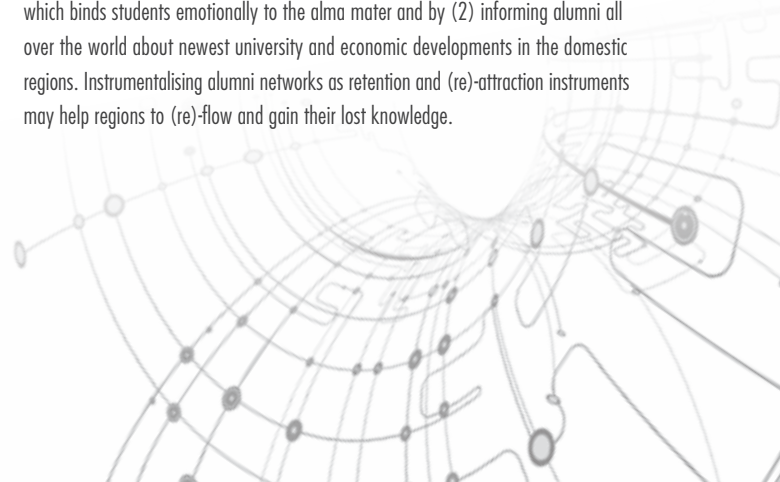 which binds students emotionally to the alma mater and by (2) informing alumni all
over the world about newest university and economic developments in the domestic
regions. Instrumentalising alumni networks as retention and (re)-attraction instruments
may help regions to (re)-flow and gain their lost knowledge.